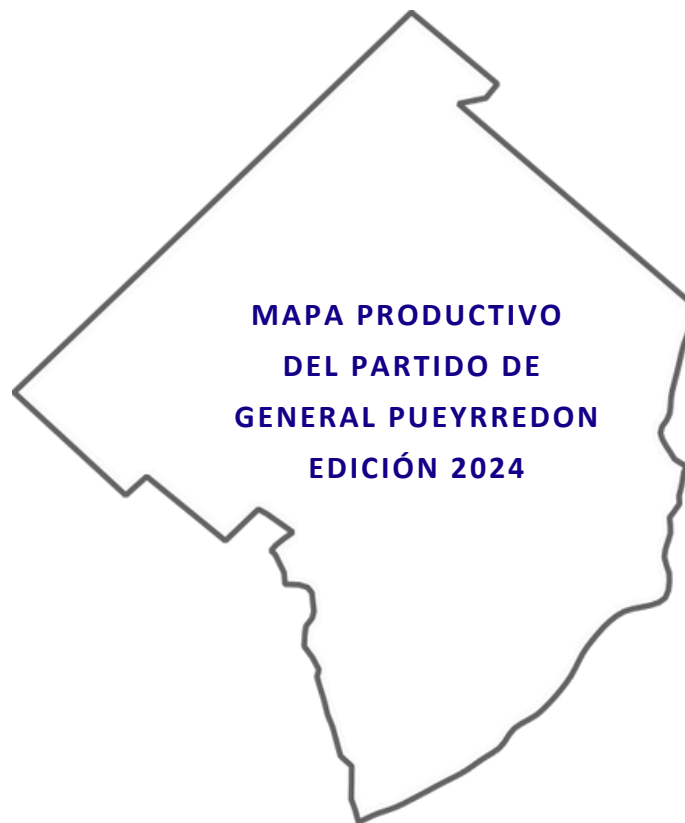 MAPA PRODUCTIVO
DEL PARTIDO DE
GENERAL PUEYRREDON
EDICIÓN 2024